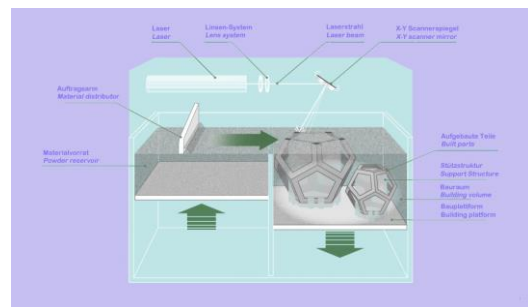 Laser
Laser
Linsen-System
Lens system
Laserstrahl
Laser beam
X-Y Scannerspiegel
X-Y scanner mirror
Auftragsarm
Material distributor
Materialvorrat
Powder reservoir
Aufgebaute Teile
Built parts
Stützstruktur
Support Structure
Bauraum
Building volume
Bauplattform
Building platform